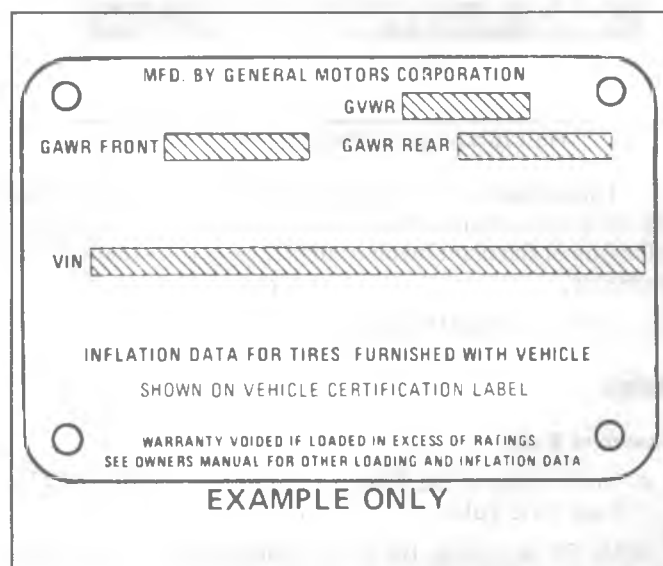 MFD. BY GENERAL MOTORS CORPORATION
GVWR
GAWR FRONT GAWR REAR
VIN
INFLATION DATA FOR TIRES FURNISHED WITH VEHICLE
SHOWN ON VEHICLE CERTIFICATION LABEL
WARRANTY VOIDED IF LOADED IN EXCESS OF RATINGS
SEE OWNERS MANUAL FOR OTHER LOADING AND INFLATION DATA
EXAMPLE ONLY